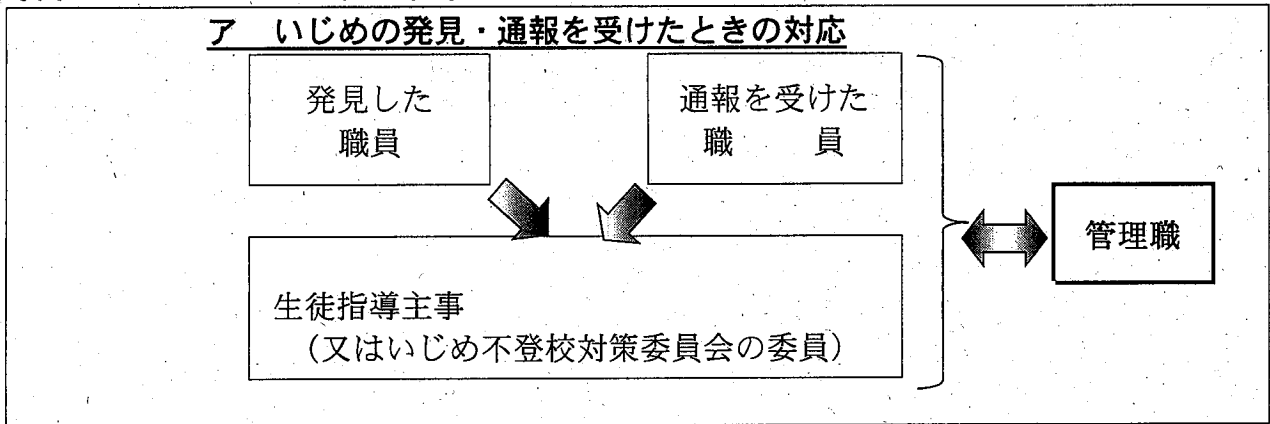 ア いじめの発見・通報を受けたときの対応
発見した
職員
通報を受けた
職 員
管理職
生徒指導主事
(又はいじめ不登校対策委員会の委員)